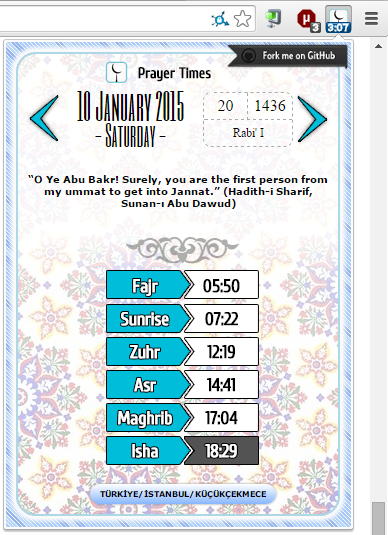 3
3:07
Fork me on GitHub
Prayer Times
10 January 2015
- Saturday -
20 1436
Rabi' I
“O Ye Abu Bakr! Surely, you are the first person from
my ummat to get into Jannat.” (Hadith-i Sharif,
Sunan-ı Abu Dawud)
Fajr 05:50
Sunrise 07:22
Zuhr 12:19
Asr 14:41
Maghrib 17:04
Isha 18:29
TÜRKİYE/İSTANBUL/KÜÇÜKÇEKMECE